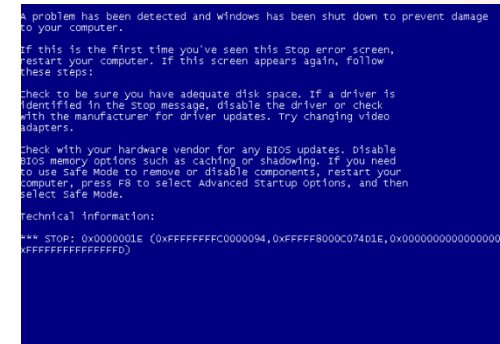 A problem has been detected and Windows has been shut down to prevent damage
to your computer.
If this is the first time you've seen this Stop error screen,
restart your computer. If this screen appears again, follow
these steps:
Check to be sure you have adequate disk space. If a driver is
identified in the Stop message, disable the driver or check
with the manufacturer for driver updates. Try changing video
adapters.
Check with your hardware vendor for any BIOS updates. Disable
BIOS memory options such as caching or shadowing. If you need
to use Safe Mode to remove or disable components, restart your
computer, press F8 to select Advanced Startup Options, and then
select Safe Mode.
Technical information:
*** STOP: 0x0000001E (0xFFFFFFFFC0000094,0xFFFFF8000C074D1E,0x0000000000000000
xFFFFFFFFFFFFFFFD)